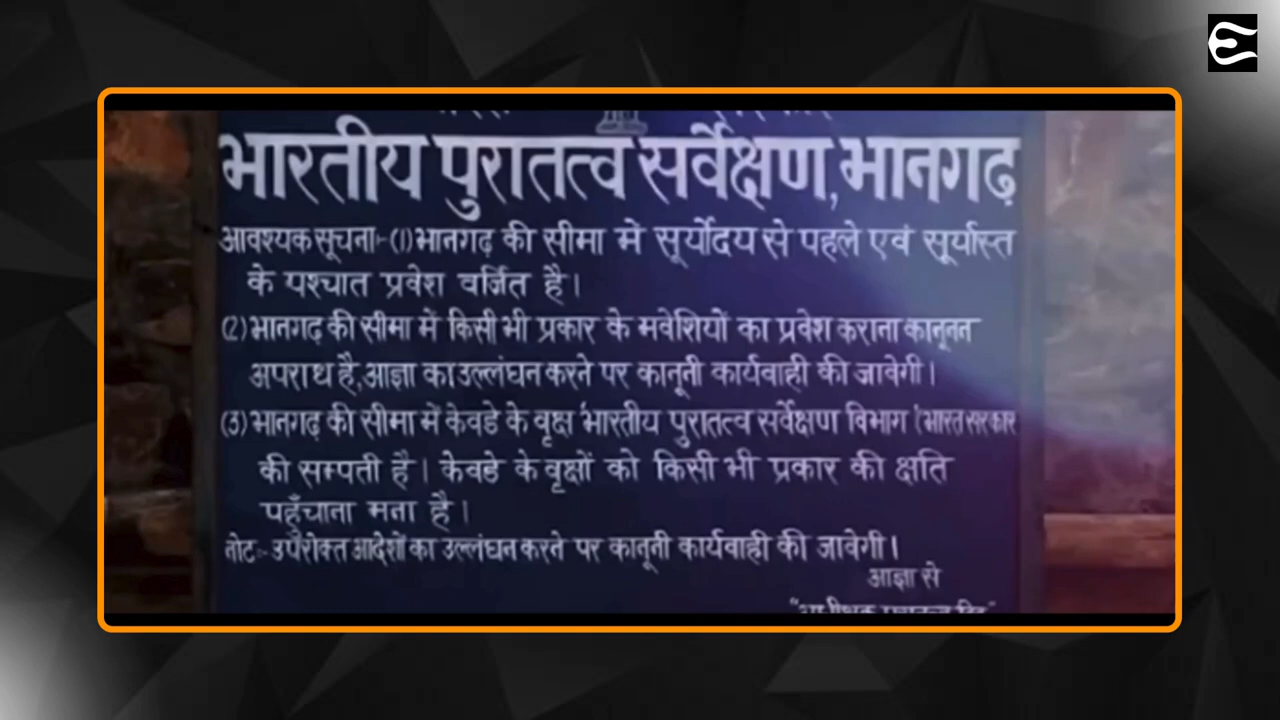 भारतीय पुरातत्व सर्वेक्षण, भानगढ़
आवश्यक सूचना:-(1) भानगढ़ की सीमा मे सूर्योदय से पहले एवं सूर्यास्त
के पश्चात प्रवेश वर्जित है।
(2) भानगढ़ की सीमा में किसी भी प्रकार के मवेशियों का प्रवेश कराना कानूनन
अपराध है, आज्ञा का उल्लंघन करने पर कानूनी कार्यवाही की जावेगी।
(3) भानगढ़ की सीमा में केवडे के वृक्ष भारतीय पुरातत्व सर्वेक्षण विभाग (भारत सरकार
की सम्पती है। केवडे के वृक्षों को किसी भी प्रकार की क्षति
पहुँचाना मना है।
नोट:- उपरोक्त आदेशों का उल्लंघन करने पर कानूनी कार्यवाही की जावेगी।
आज्ञा से